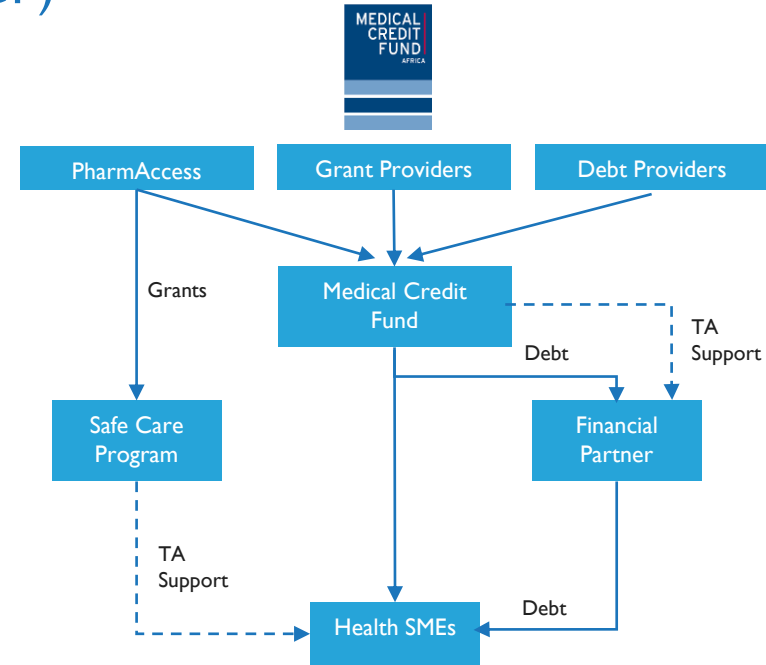 MEDICAL
CREDIT
FUND
AFRICA
PharmAccess
Grant Providers
Debt Providers
Grants
Medical Credit
Fund
TA
Support
Debt
Safe Care
Program
Financial
Partner
TA
Support
Health SMEs
Debt